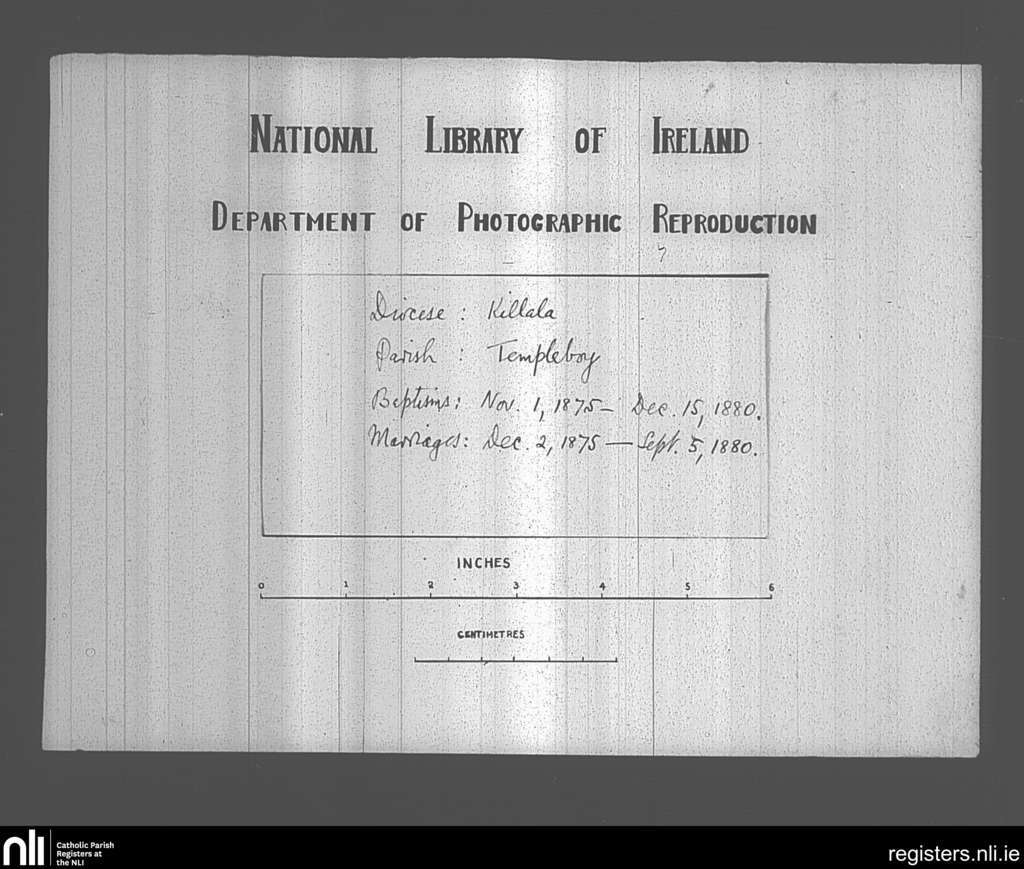 NATIONAL LIBRARY OF IRELAND
DEPARTMENT OF PHOTOGRAPHIC REPRODUCTION
Diocese : Killala
Parish : Templeboy
Baptisms: Nov. 1, 1875 – Dec. 15, 1880.
Marriages: Dec. 2, 1875 — Sept. 5, 1880.
INCHES
0 1 2 3 4 5 6
CENTIMETRES
nli Catholic Parish
Registers at
the NLI
registers.nli.ie